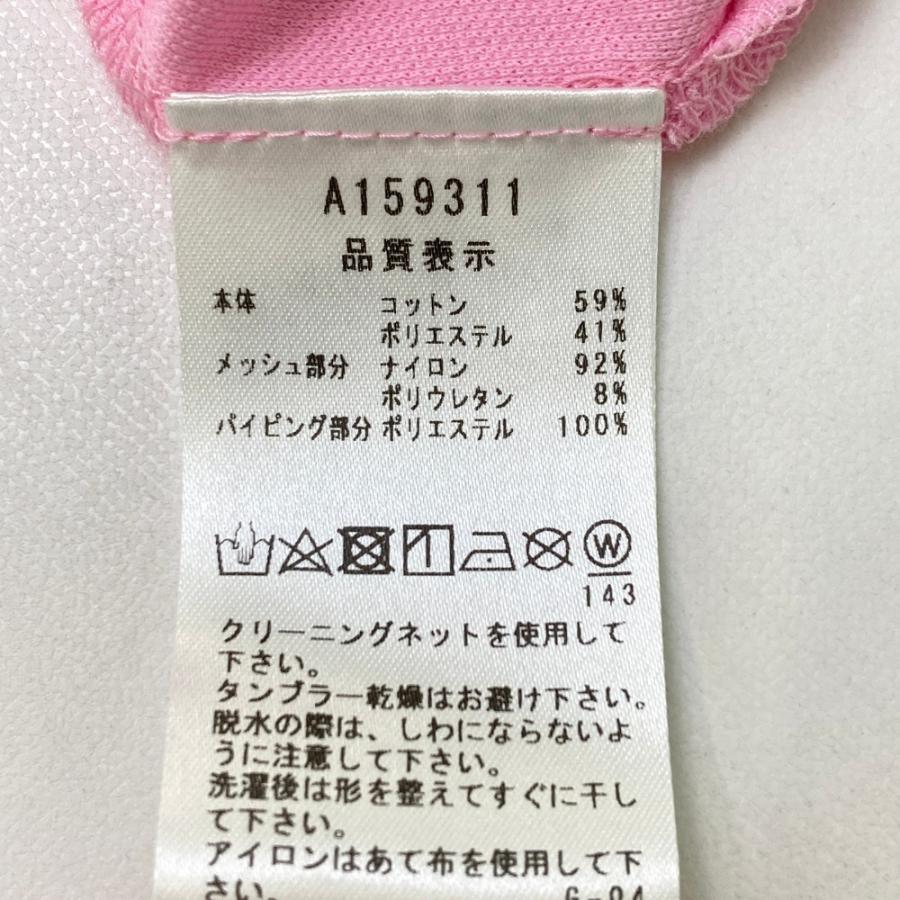 A159311
品質表示
本体 コットン 59%
ポリエステル 41%
メッシュ部分 ナイロン 92%
ポリウレタン 8%
パイピング部分 ポリエステル 100%
W
143
クリーニングネットを使用して
下さい。
タンブラー乾燥はお避け下さい。
脱水の際は、しわにならないよ
うに注意して下さい。
洗濯後は形を整えてすぐに干し
て下さい。
アイロンはあて布を使用して下
さい。